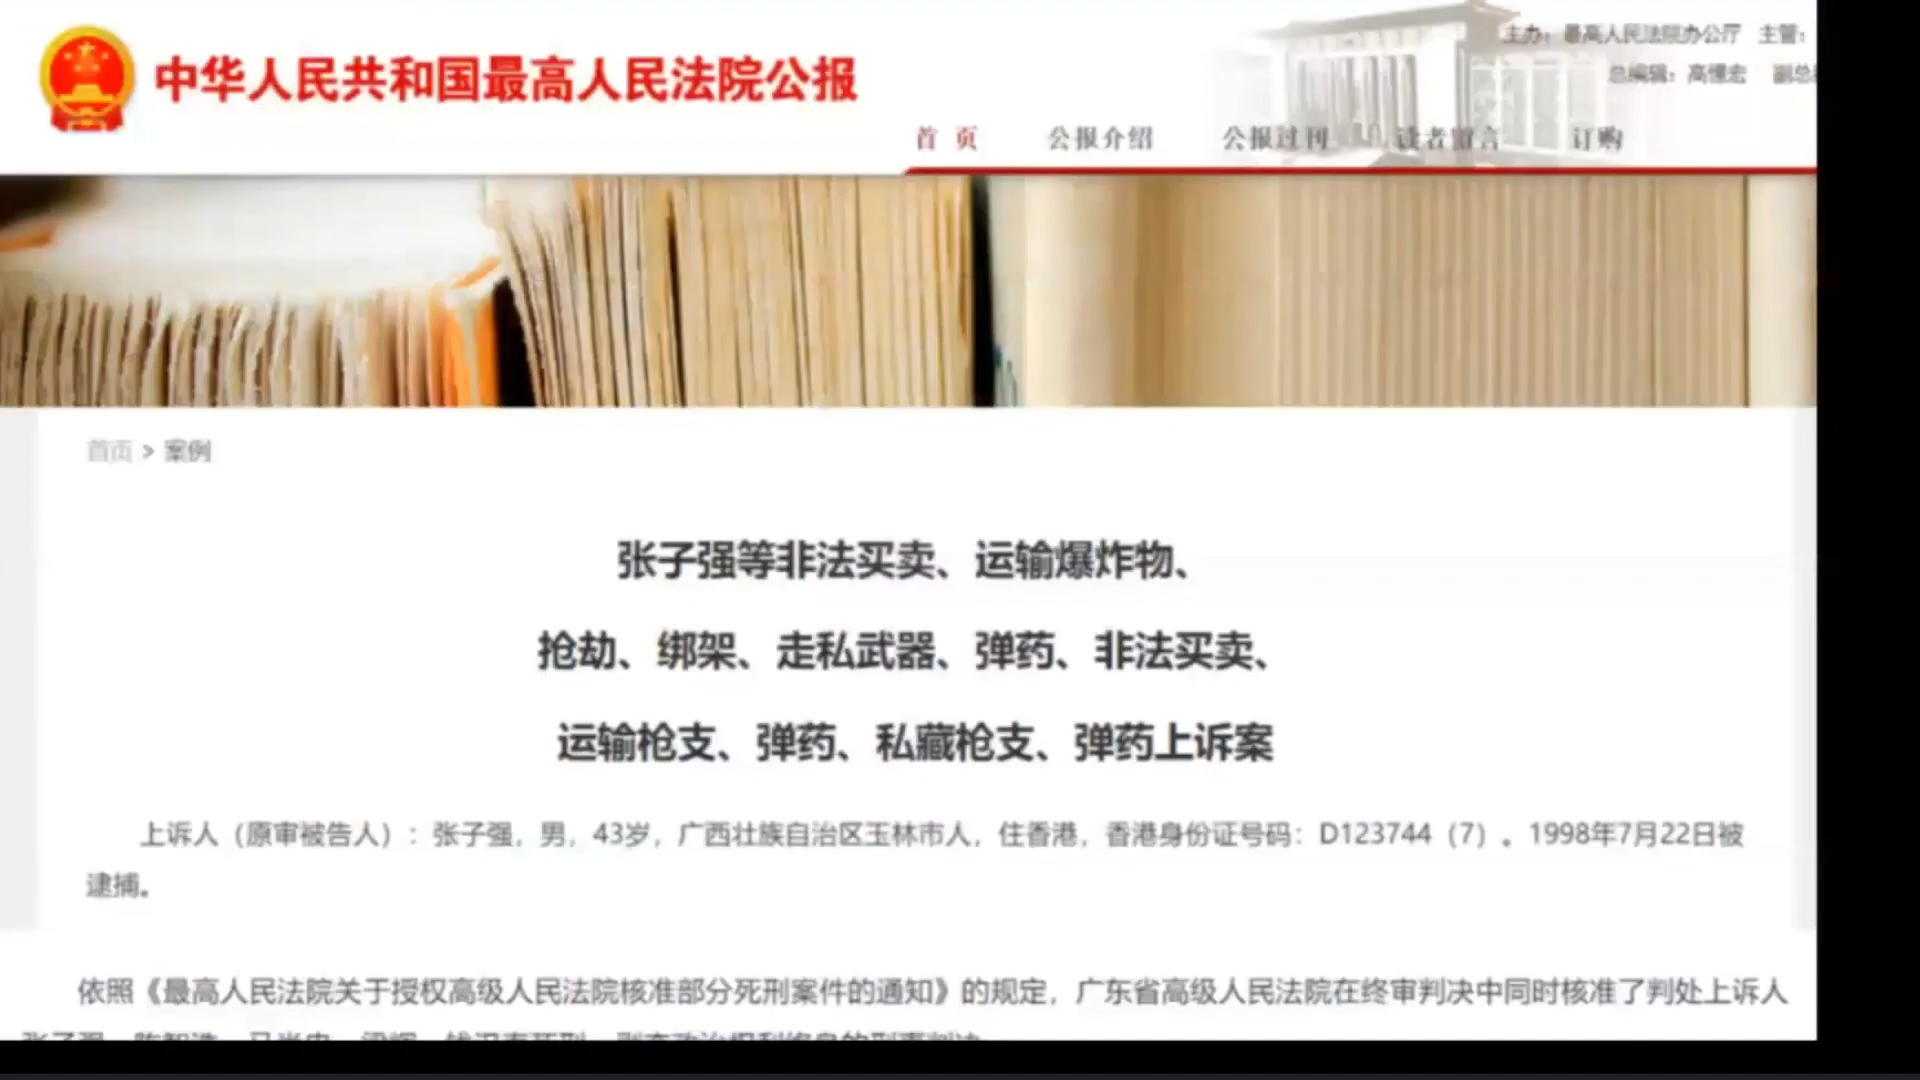 中华人民共和国最高人民法院公报
主办：最高人民法院办公厅 主管：
总编辑：高憬宏 副总
首 页 公报介绍 公报过刊 读者留言 订购
首页 > 案例
张子强等非法买卖、运输爆炸物、
抢劫、绑架、走私武器、弹药、非法买卖、
运输枪支、弹药、私藏枪支、弹药上诉案
上诉人（原审被告人）：张子强，男，43岁，广西壮族自治区玉林市人，住香港，香港身份证号码：D123744（7）。1998年7月22日被
逮捕。
依照《最高人民法院关于授权高级人民法院核准部分死刑案件的通知》的规定，广东省高级人民法院在终审判决中同时核准了判处上诉人